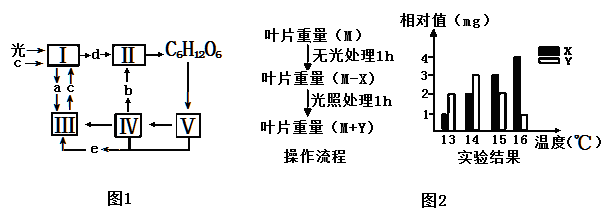 光
c
Ⅰ
d
Ⅱ
C₆H₁₂O₆
a
c
b
Ⅲ
Ⅳ
Ⅴ
e
图1
叶片重量（M）
无光处理1h
叶片重量（M-X）
光照处理1h
叶片重量（M+Y）
操作流程
相对值（mg）
4
3
2
1
X
Y
13 14 15 16 温度(℃)
实验结果
图2